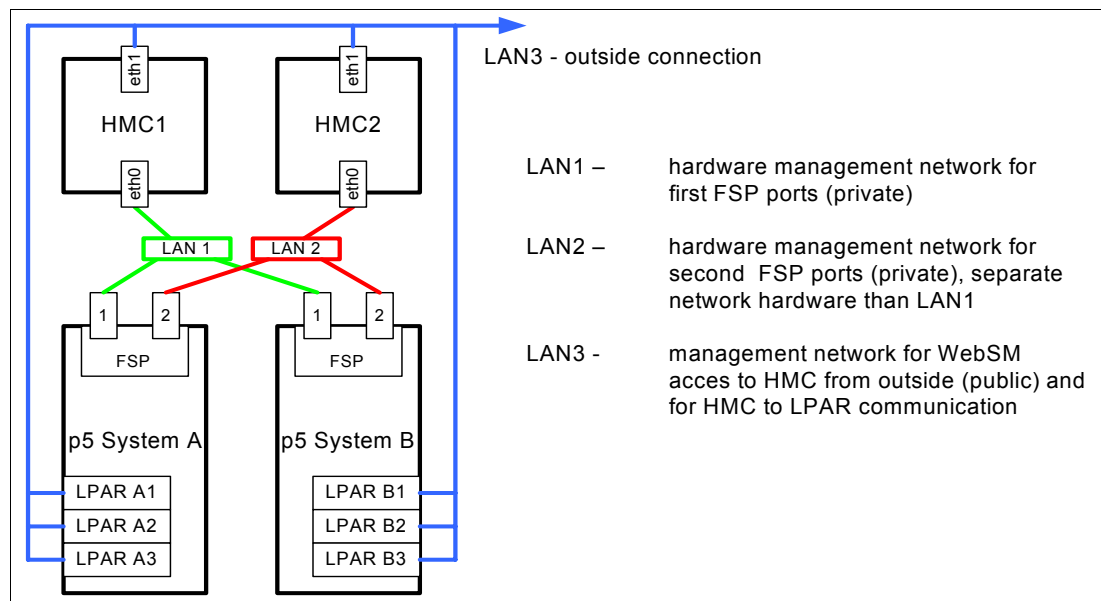 eth1
eth1
LAN3 - outside connection
HMC1
HMC2
eth0
eth0
LAN1 – hardware management network for
first FSP ports (private)
LAN 1
LAN 2
LAN2 – hardware management network for
second FSP ports (private), separate
network hardware than LAN1
1
2
1
2
FSP
FSP
LAN3 - management network for WebSM
acces to HMC from outside (public) and
for HMC to LPAR communication
p5 System A
p5 System B
LPAR A1
LPAR A2
LPAR A3
LPAR B1
LPAR B2
LPAR B3